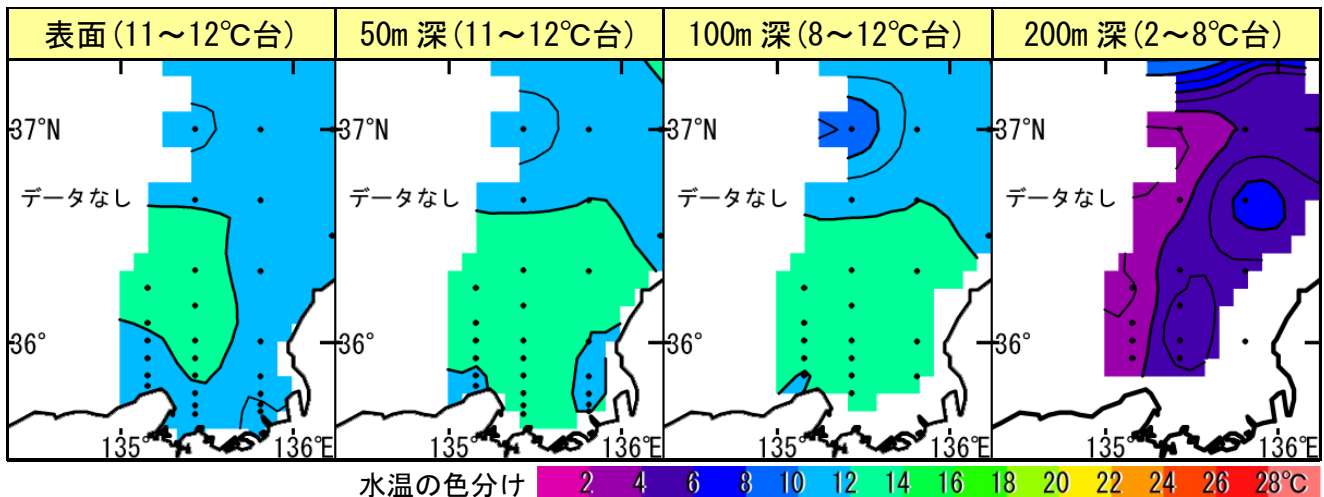 表面(11～12℃台) 50m深(11～12℃台) 100m深(8～12℃台) 200m深(2～8℃台)
37°N 37°N 37°N 37°N
データなし データなし データなし データなし
36° 36° 36° 36°
135° 136°E 135° 136°E 135° 136°E 135° 136°E
水温の色分け 2 4 6 8 10 12 14 16 18 20 22 24 26 28℃